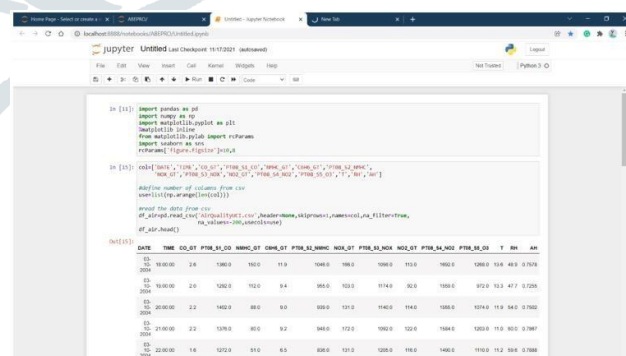 Home Page - Select or create a n
ABEPRO/
Untitled - Jupyter Notebook
New Tab
localhost:8888/notebooks/ABEPRO/Untitled.ipynb
jupyter Untitled Last Checkpoint: 11-17-2021 (autosaved)
Logout
File Edit View Insert Cell Kernel Widgets Help
Not Trusted Python 3
Run Code
In [11]: import pandas as pd
import numpy as np
import matplotlib.pyplot as plt
%matplotlib inline
from matplotlib.pylab import rcParams
import seaborn as sns
rcParams['figure.figsize']=10,8
In [15]: col=['DATE','TIME','CO_GT','PT08_S1_CO','NMHC_GT','C6H6_GT','PT08_S2_NMHC',
'NOX_GT','PT08_S3_NOX','NO2_GT','PT08_S4_NO2','PT08_S5_O3','T','RH','AH']
#define number of columns from csv
use=list(np.arange(len(col)))
#read the data from csv
df_air=pd.read_csv('AirQualityUCI.csv',header=None,skiprows=1,names=col,na_filter=True,
na_values=-200,usecols=use)
df_air.head()
Out[15]:
DATE TIME CO_GT PT08_S1_CO NMHC_GT C6H6_GT PT08_S2_NMHC NOX_GT PT08_S3_NOX NO2_GT PT08_S4_NO2 PT08_S5_O3 T RH AH
03-
10- 18:00:00 2.6 1360.0 150.0 11.9 1046.0 166.0 1056.0 113.0 1692.0 1268.0 13.6 48.9 0.7578
2004
03-
10- 19:00:00 2.0 1292.0 112.0 9.4 955.0 103.0 1174.0 92.0 1559.0 972.0 13.3 47.7 0.7255
2004
03-
10- 20:00:00 2.2 1402.0 88.0 9.0 939.0 131.0 1140.0 114.0 1555.0 1074.0 11.9 54.0 0.7502
2004
03-
10- 21:00:00 2.2 1376.0 80.0 9.2 948.0 172.0 1092.0 122.0 1584.0 1203.0 11.0 60.0 0.7867
2004
03-
10- 22:00:00 1.6 1272.0 51.0 6.5 836.0 131.0 1205.0 116.0 1490.0 1110.0 11.2 59.6 0.7888